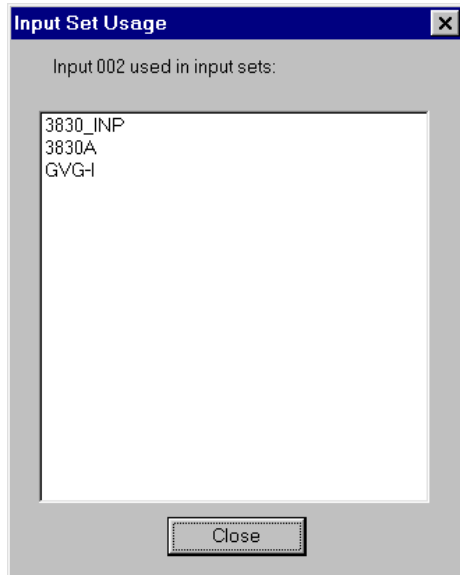 Input Set Usage
Input 002 used in input sets:
3830_INP
3830A
GVG-I
Close